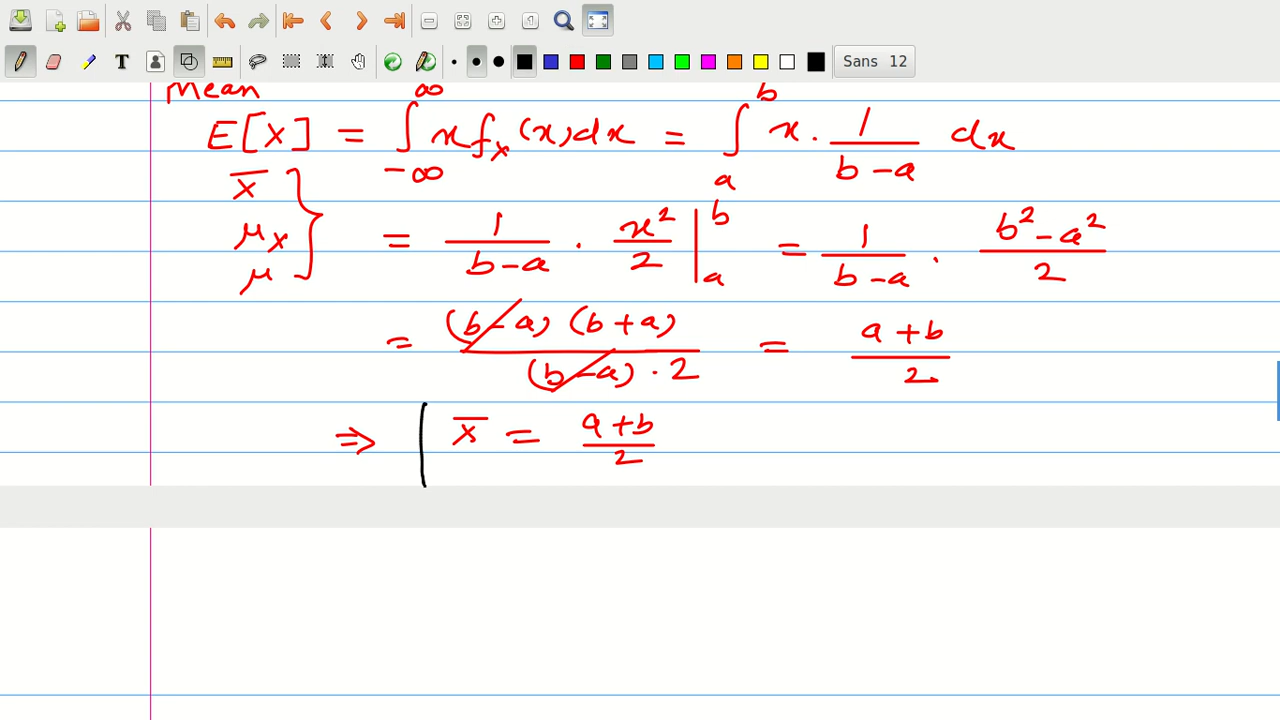 Sans 12
Mean
E[X] = ∫_{-∞}^{∞} x f_X(x) dx = ∫_a^b x · 1/(b-a) dx
X̅
μ_X = 1/(b-a) · x²/2 |_a^b = 1/(b-a) · (b²-a²)/2
μ
= (b-a)(b+a)/((b-a)·2) = (a+b)/2
⇒ X̅ = (a+b)/2